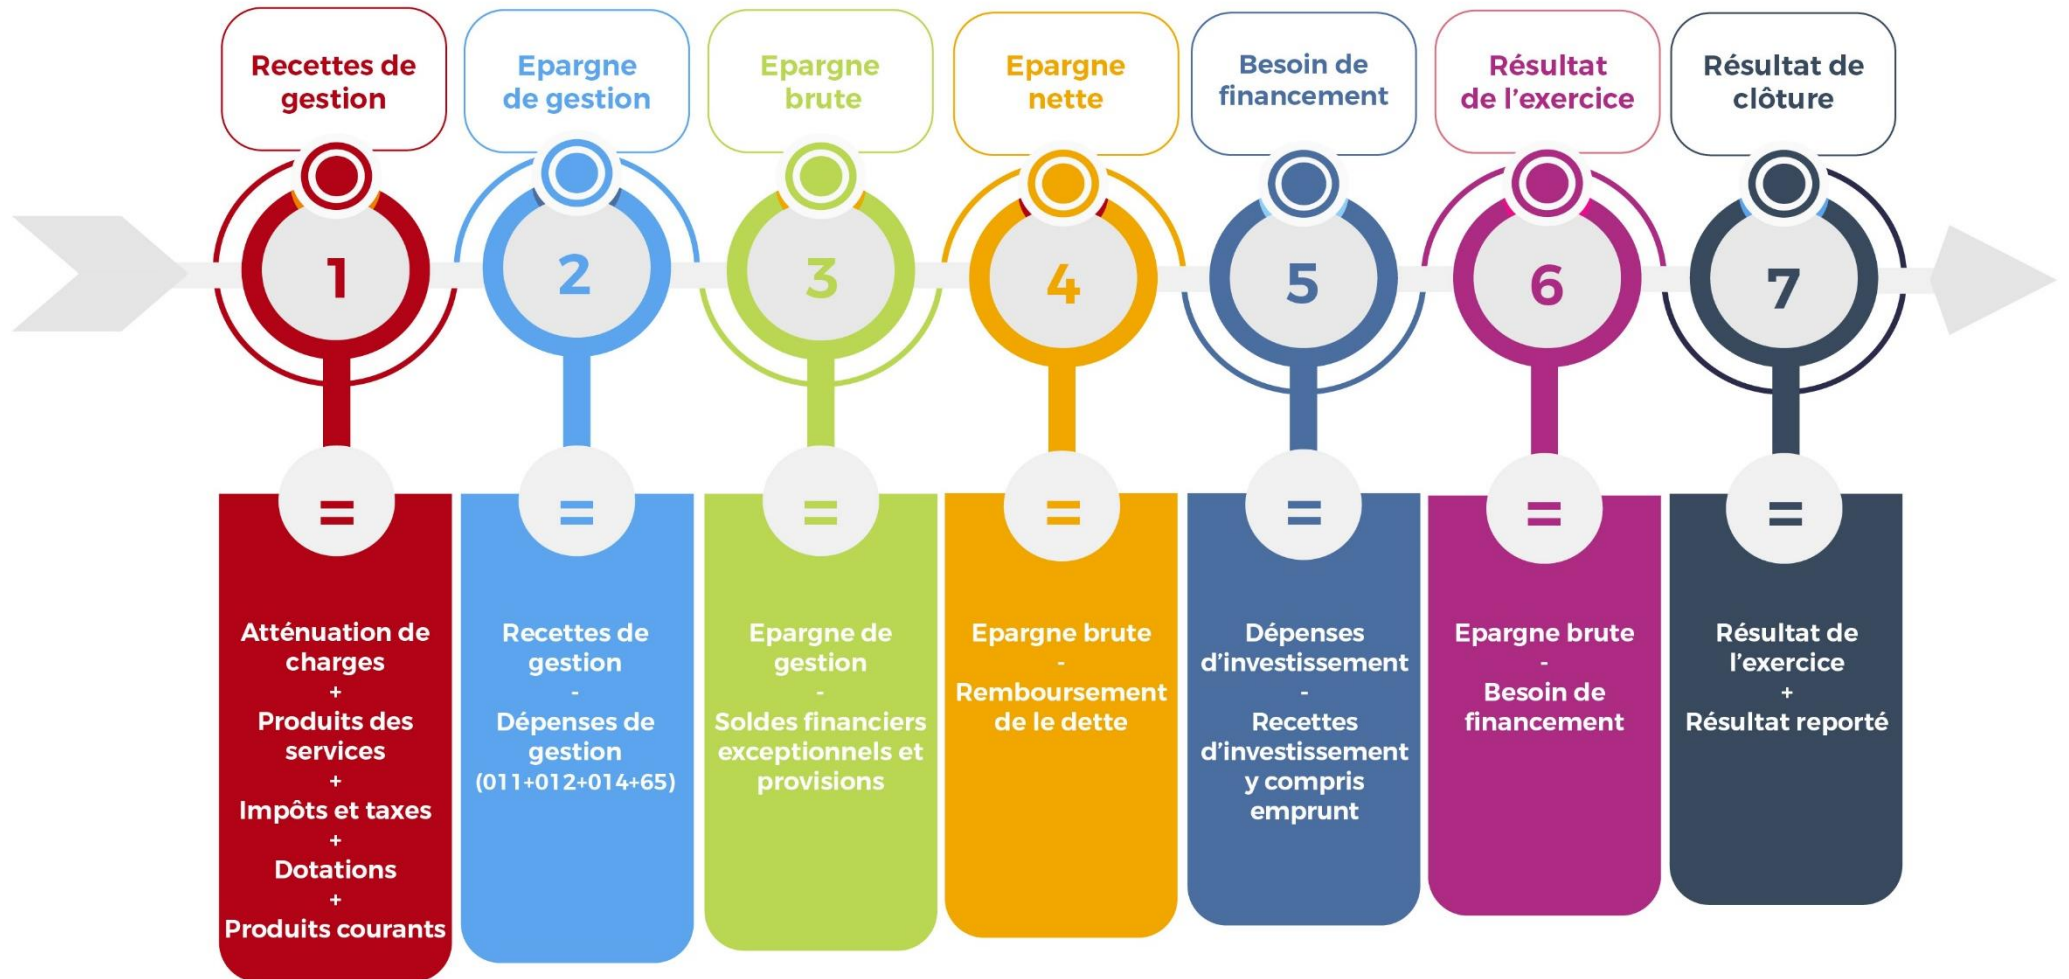 Recettes de
gestion
Epargne
de gestion
Epargne
brute
Epargne
nette
Besoin de
financement
Résultat
de l'exercice
Résultat de
clôture
1
2
3
4
5
6
7
=
=
=
=
=
=
=
Atténuation de
charges
+
Produits des
services
+
Impôts et taxes
+
Dotations
+
Produits courants
Recettes de
gestion
-
Dépenses de
gestion
(011+012+014+65)
Epargne de
gestion
-
Soldes financiers
exceptionnels et
provisions
Epargne brute
-
Remboursement
de le dette
Dépenses
d'investissement
-
Recettes
d'investissement
y compris
emprunt
Epargne brute
-
Besoin de
financement
Résultat de
l'exercice
+
Résultat reporté